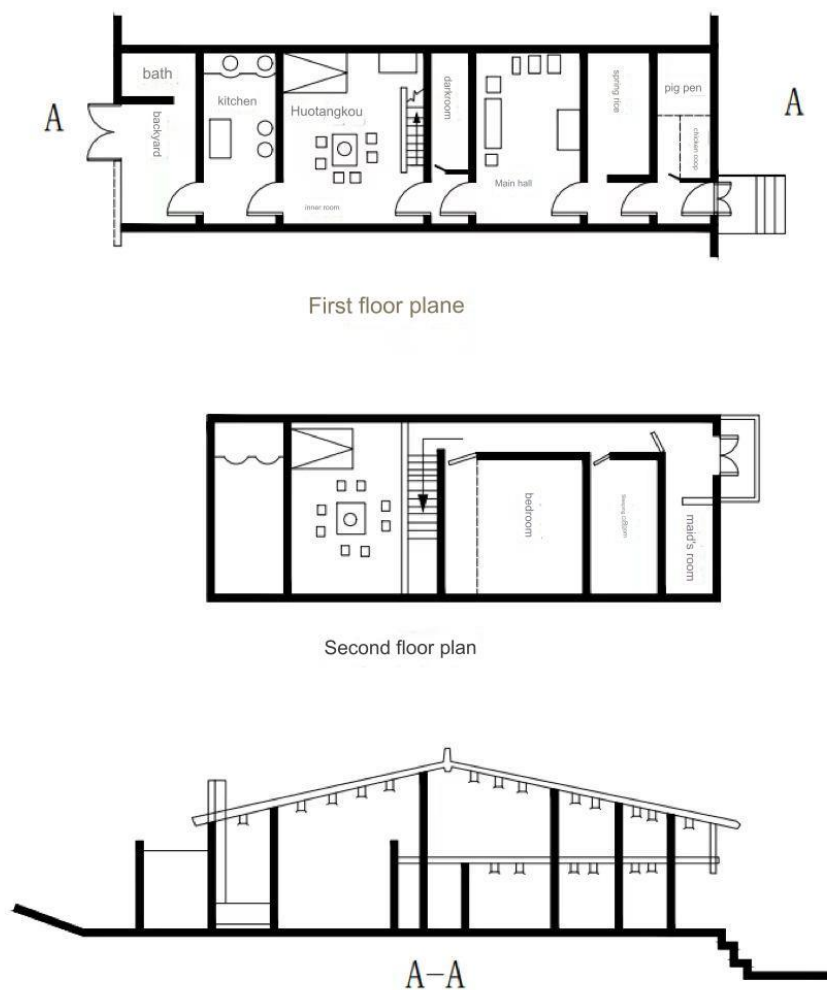 bath
pig pen
kitchen
Huotangkou
darkroom
spring rice
A
A
backyard
chicken coop
Main hall
inner room
First floor plane
bedroom
maid's room
Second floor plan
A-A